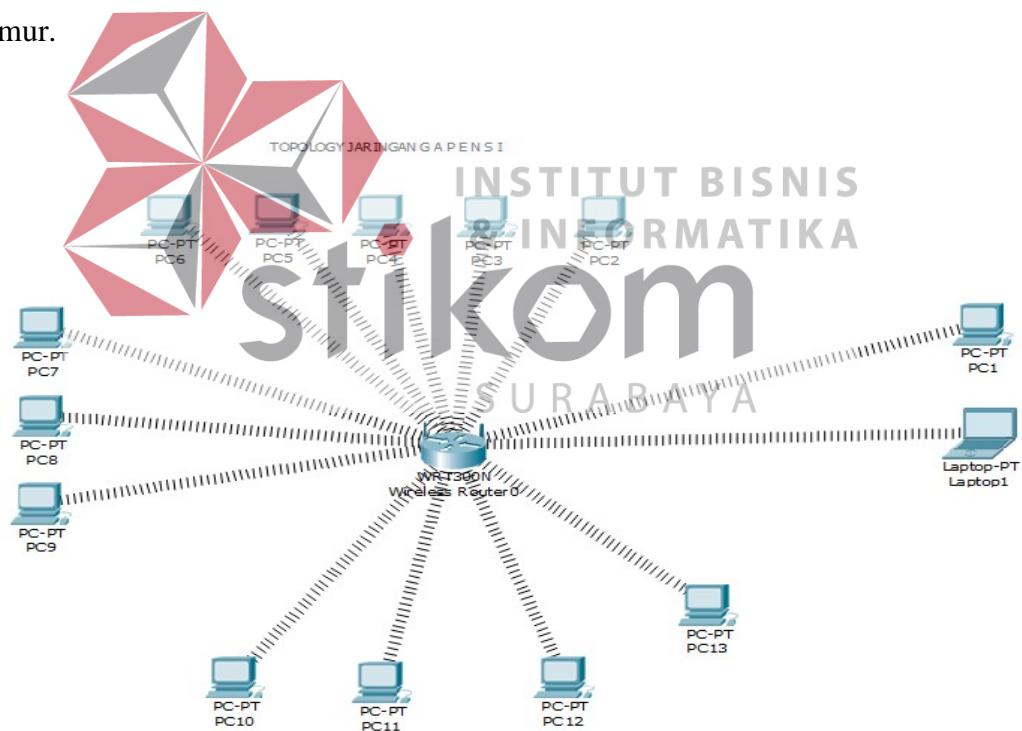 mur.
TOPOLOGY JARINGAN G A P E N S I
INSTITUT BISNIS
& INFORMATIKA
stikom
SURABAYA
PC-PT
PC6
PC-PT
PC5
PC-PT
PC4
PC-PT
PC3
PC-PT
PC2
PC-PT
PC7
PC-PT
PC1
PC-PT
PC8
Laptop-PT
Laptop1
WRT300N
Wireless Router0
PC-PT
PC9
PC-PT
PC13
PC-PT
PC10
PC-PT
PC11
PC-PT
PC12